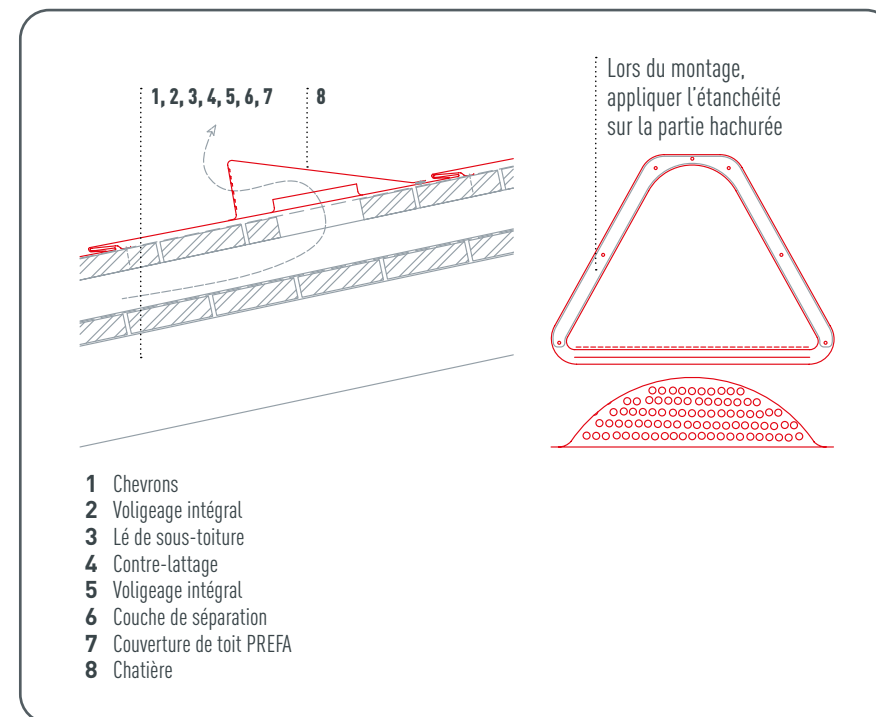 1, 2, 3, 4, 5, 6, 7
8
Lors du montage,
appliquer l'étanchéité
sur la partie hachurée
1 Chevrons
2 Voligeage intégral
3 Lé de sous-toiture
4 Contre-lattage
5 Voligeage intégral
6 Couche de séparation
7 Couverture de toit PREFA
8 Chatière